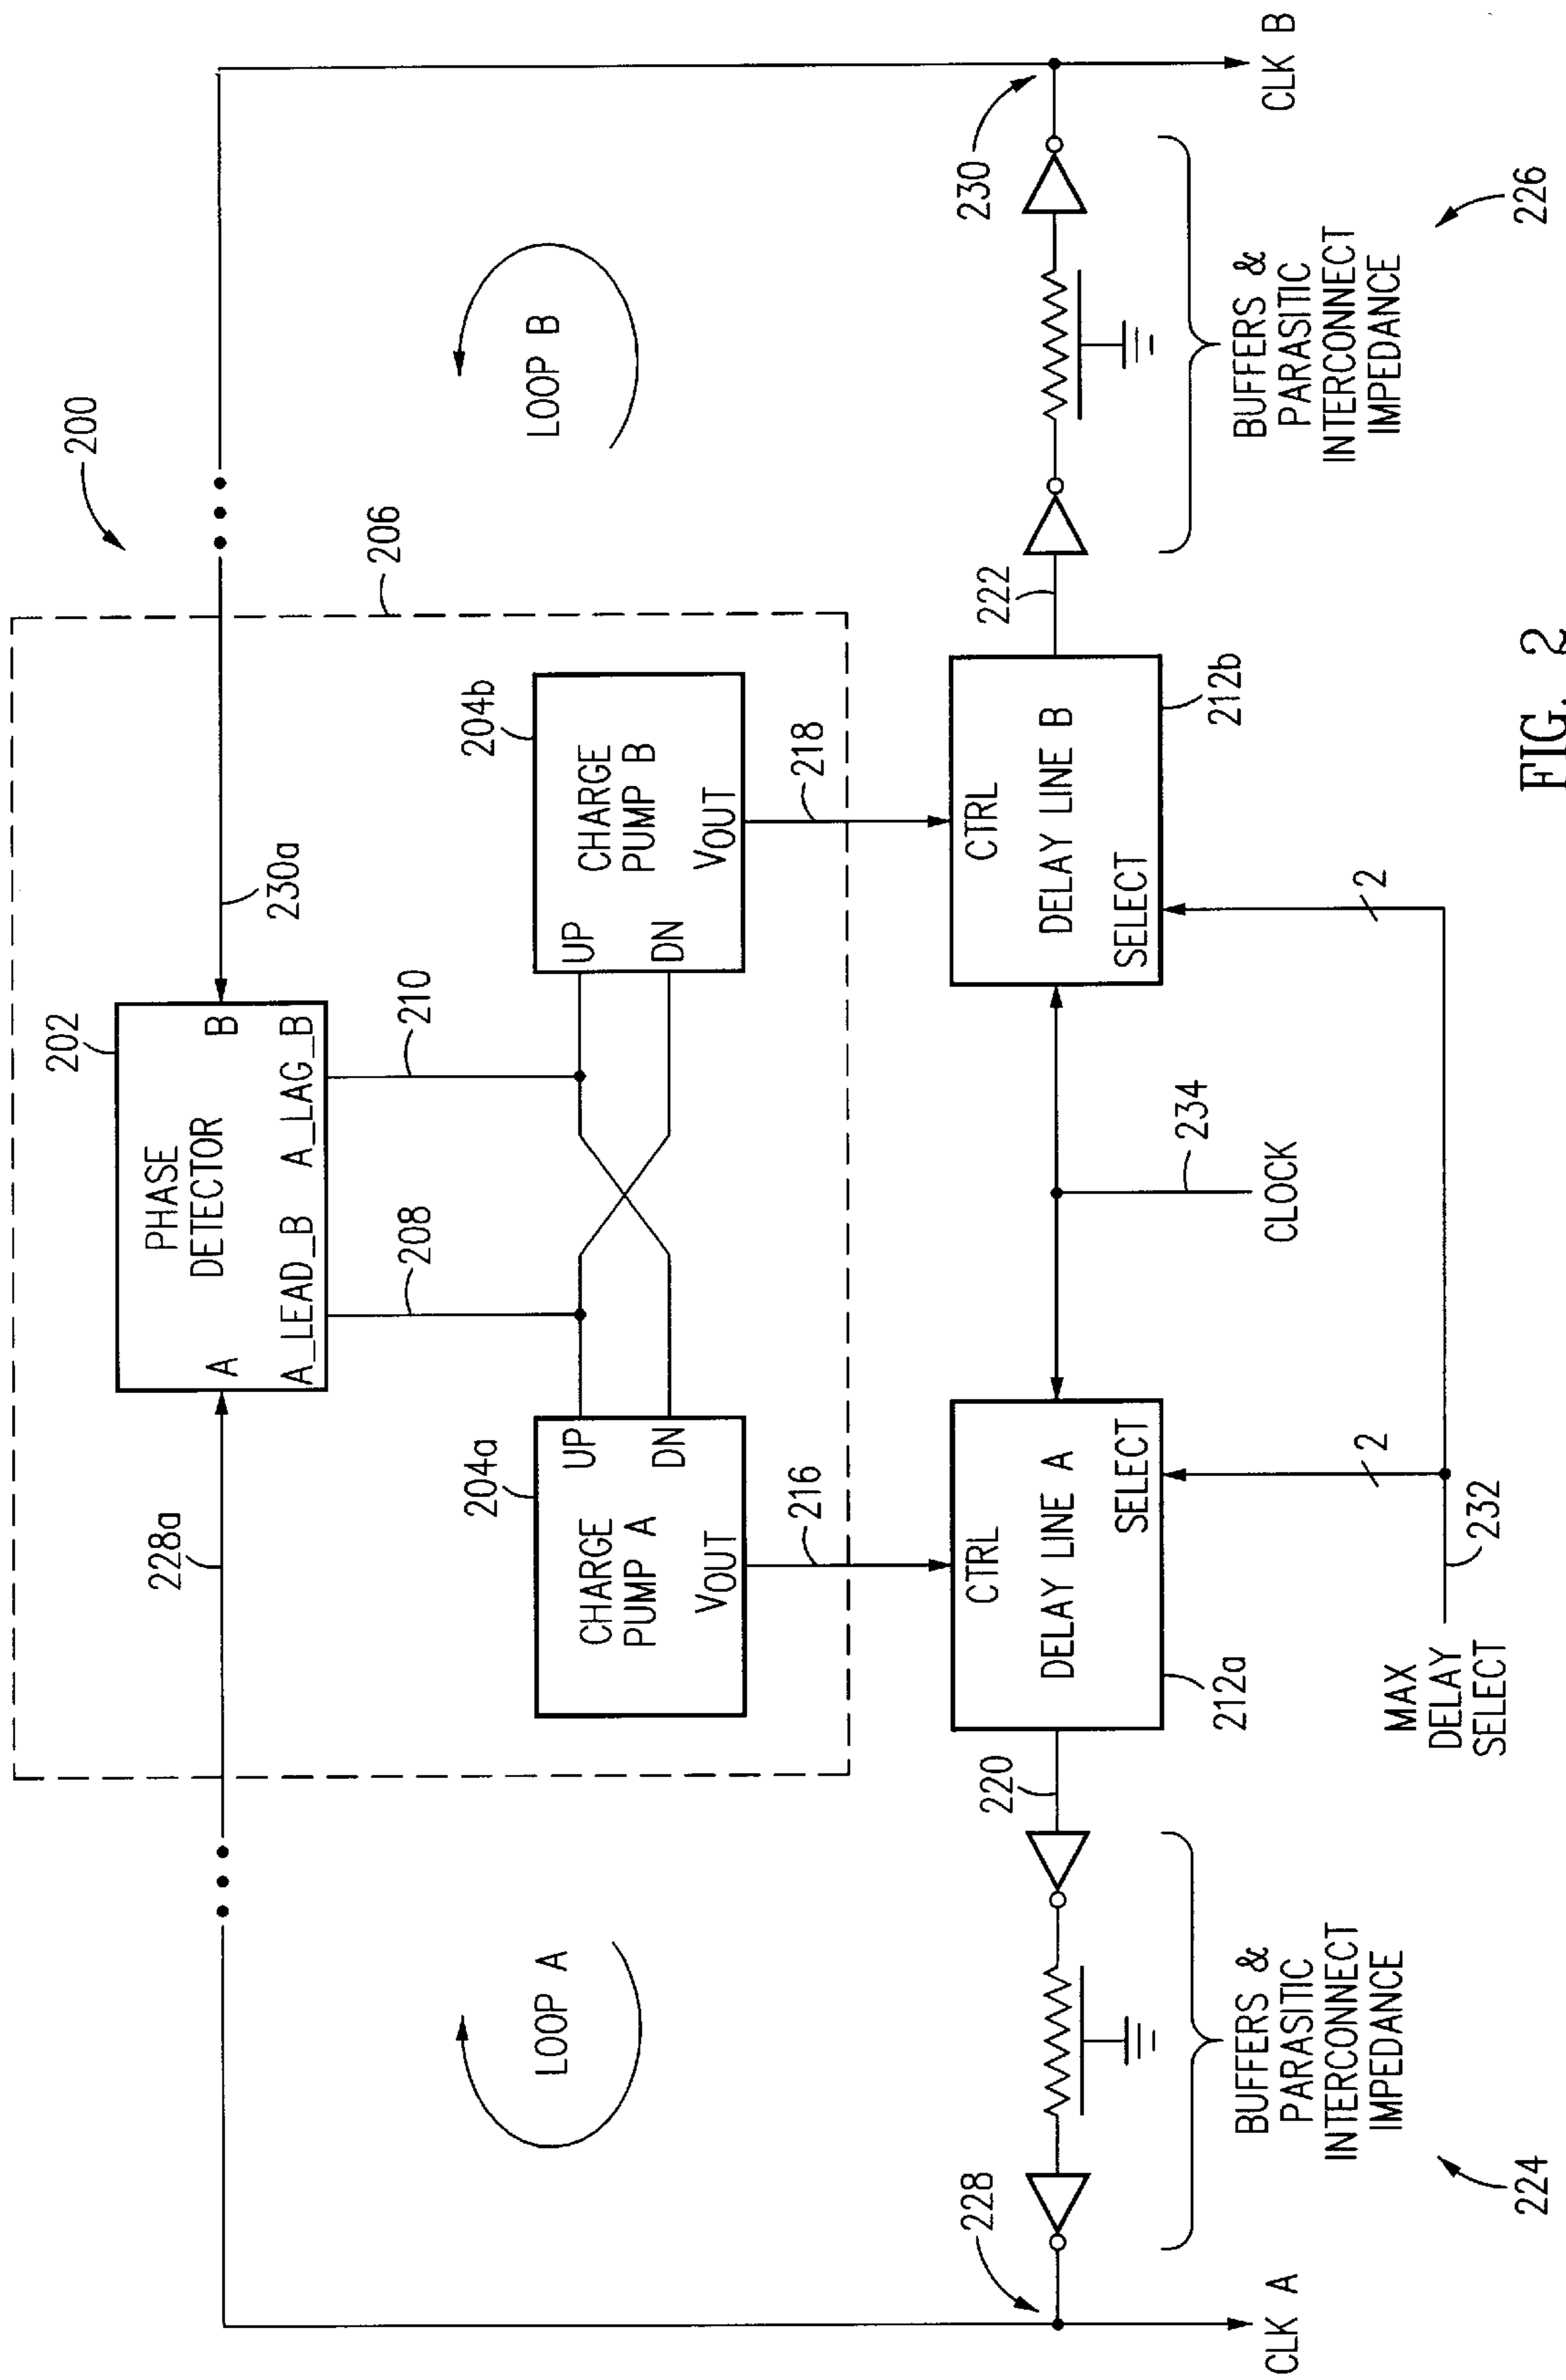 200
206
202
PHASE
DETECTOR
A
B
A_LEAD_B
A_LAG_B
228a
230a
208
210
204a
CHARGE
PUMP A
UP
DN
VOUT
204b
CHARGE
PUMP B
UP
DN
VOUT
LOOP A
LOOP B
216
218
CTRL
DELAY LINE A
SELECT
212a
CTRL
DELAY LINE B
SELECT
212b
220
222
228
230
CLK A
CLK B
BUFFERS &
PARASITIC
INTERCONNECT
IMPEDANCE
224
BUFFERS &
PARASITIC
INTERCONNECT
IMPEDANCE
226
234
CLOCK
2
2
MAX
DELAY
SELECT
232
FIG. 2